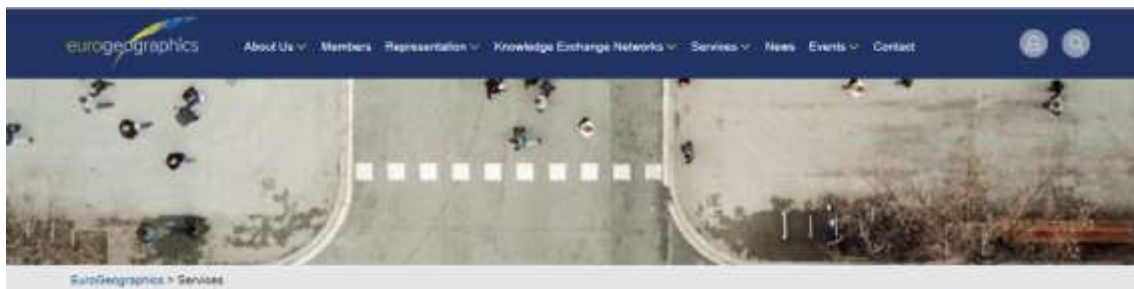 eurogeographics
About Us Members Representation Knowledge Exchange Networks Services News Events Contact
EuroGeographics > Services